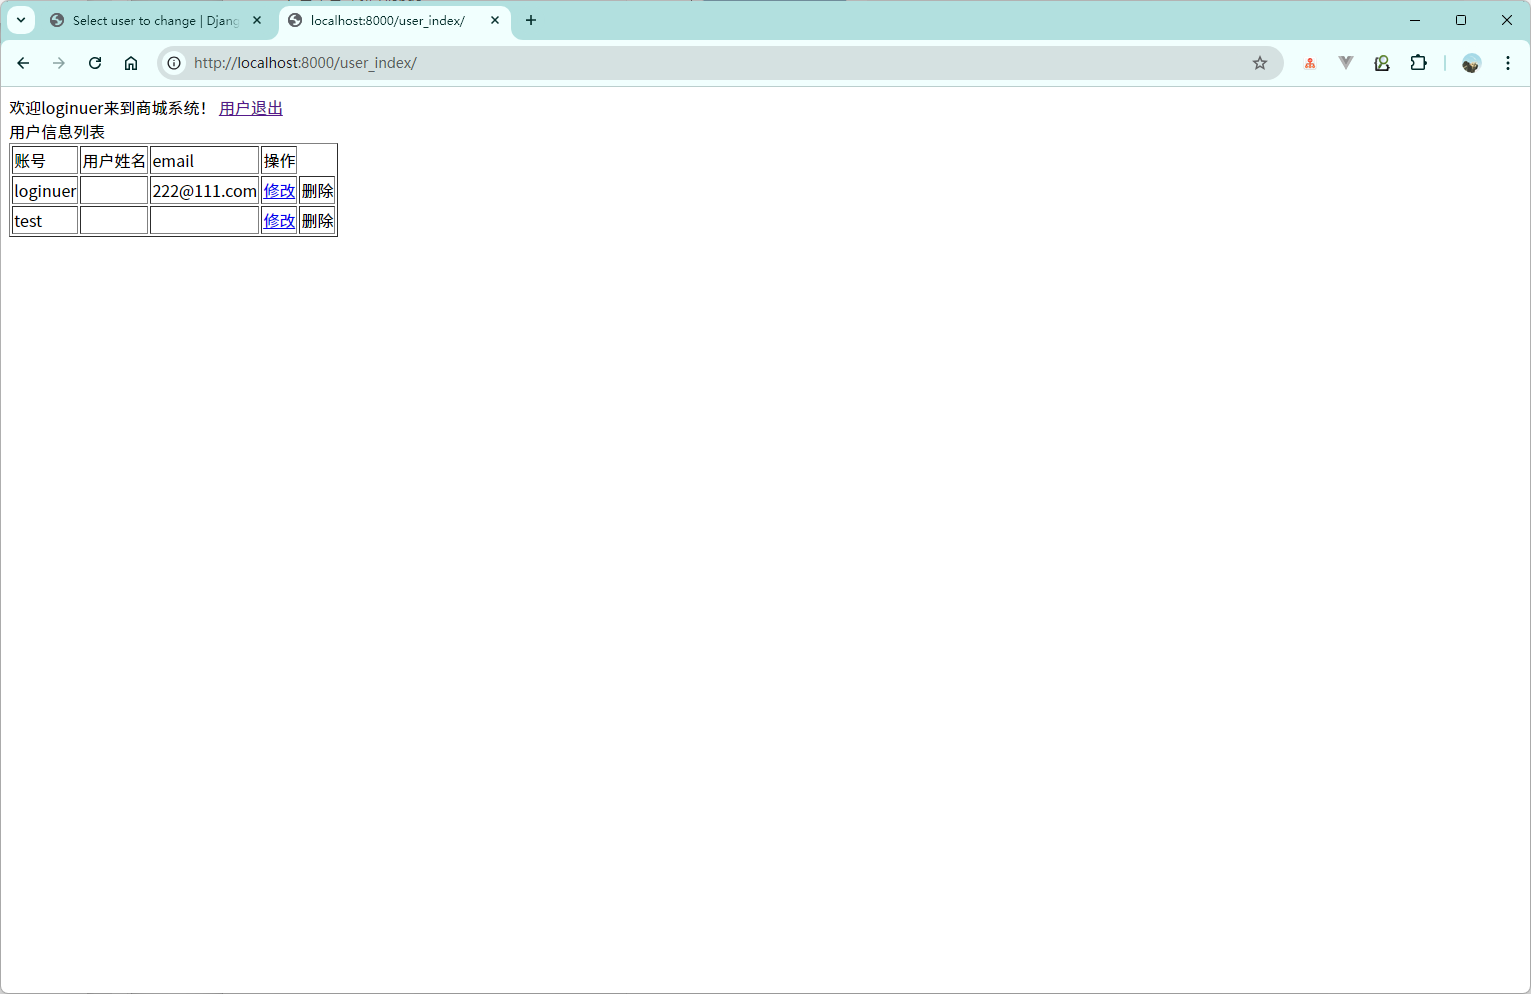 Select user to change | Djang
localhost:8000/user_index/
http://localhost:8000/user_index/
欢迎loginuer来到商城系统！ 用户退出
用户信息列表
账号 用户姓名 email 操作
loginuer 222@111.com 修改 删除
test 修改 删除